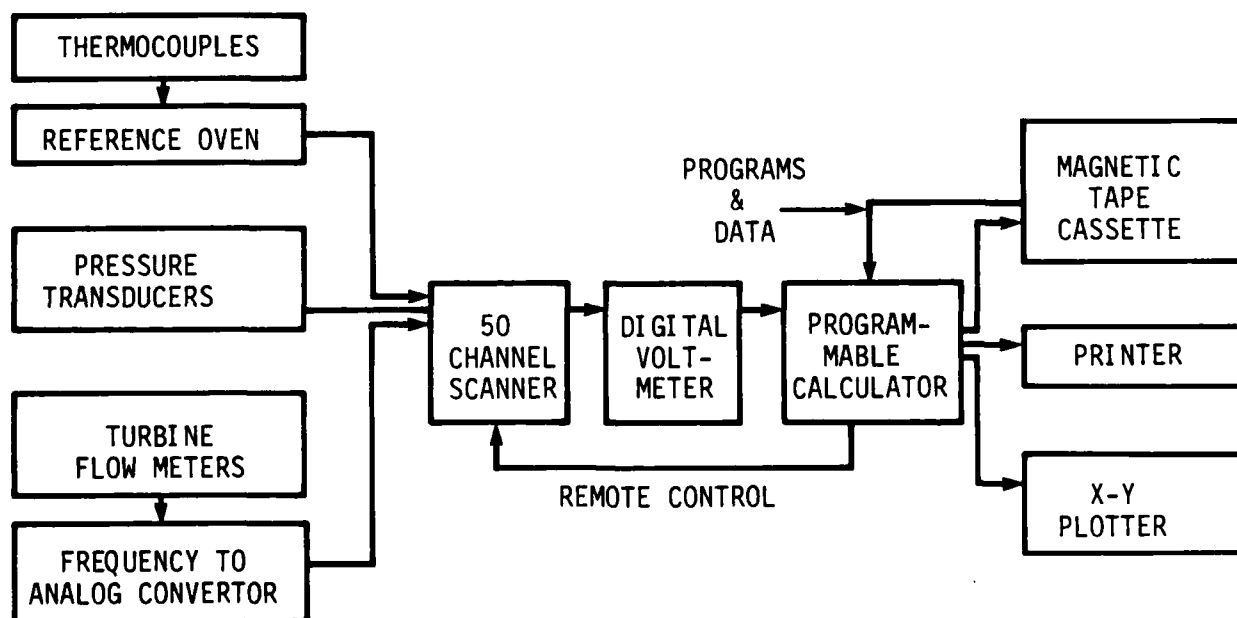 THERMOCOUPLES
REFERENCE OVEN
PRESSURE
TRANSDUCERS
TURBINE
FLOW METERS
FREQUENCY TO
ANALOG CONVERTOR
50
CHANNEL
SCANNER
DIGITAL
VOLT-
METER
PROGRAMS
&
DATA
PROGRAM-
MABLE
CALCULATOR
REMOTE CONTROL
MAGNETIC
TAPE
CASSETTE
PRINTER
X-Y
PLOTTER